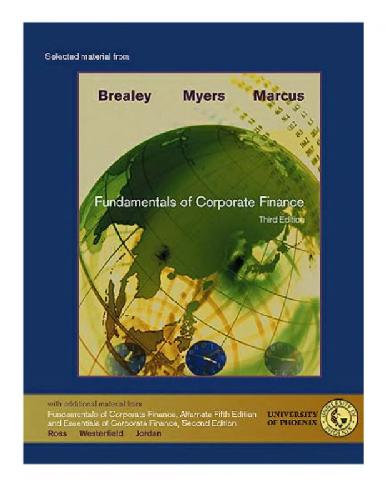 Selected material from
Brealey Myers Marcus
Fundamentals of Corporate Finance
Third Edition
with additional material from
Fundamentals of Corporate Finance, Alternate Fifth Edition
and Essentials of Corporate Finance, Second Edition
Ross Westerfield Jordan
UNIVERSITY
OF PHOENIX